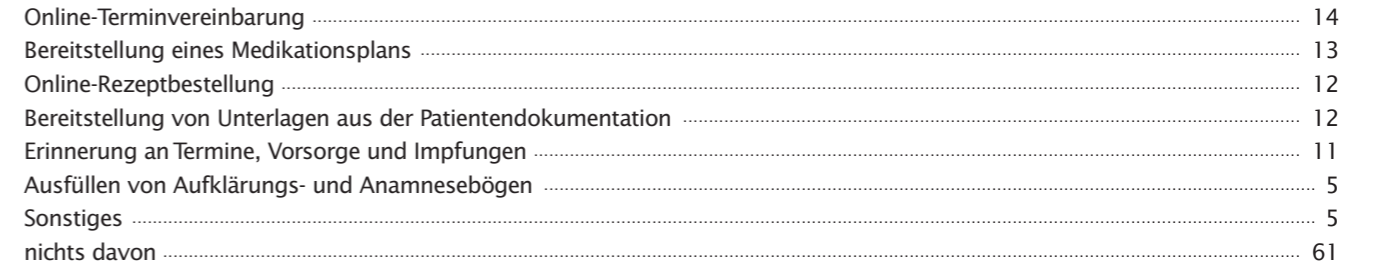 Online-Terminvereinbarung 14
Bereitstellung eines Medikationsplans 13
Online-Rezeptbestellung 12
Bereitstellung von Unterlagen aus der Patientendokumentation 12
Erinnerung an Termine, Vorsorge und Impfungen 11
Ausfüllen von Aufklärungs- und Anamnesebögen 5
Sonstiges 5
nichts davon 61